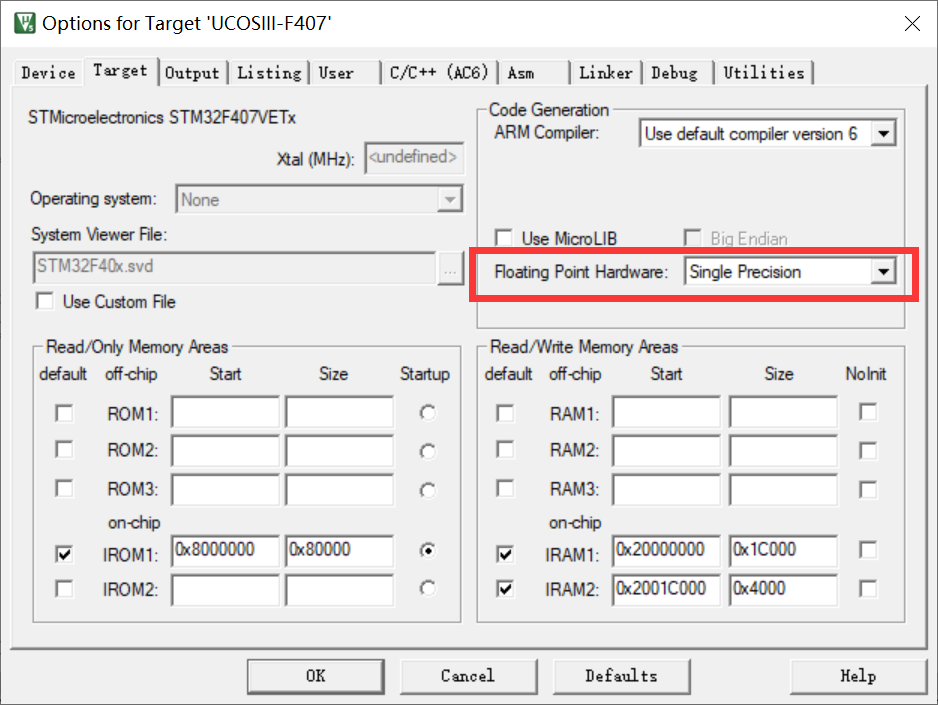 Options for Target 'UCOSIII-F407'
Device Target Output Listing User C/C++ (AC6) Asm Linker Debug Utilities
STMicroelectronics STM32F407VETx
Xtal (MHz): <undefined>
Operating system: None
System Viewer File:
STM32F40x.svd ...
Use Custom File
Code Generation
ARM Compiler: Use default compiler version 6
Use MicroLIB Big Endian
Floating Point Hardware: Single Precision
Read/Only Memory Areas
default off-chip Start Size Startup
ROM1:
ROM2:
ROM3:
on-chip
IROM1: 0x8000000 0x80000
IROM2:
Read/Write Memory Areas
default off-chip Start Size NoInit
RAM1:
RAM2:
RAM3:
on-chip
IRAM1: 0x20000000 0x1C000
IRAM2: 0x2001C000 0x4000
OK Cancel Defaults Help